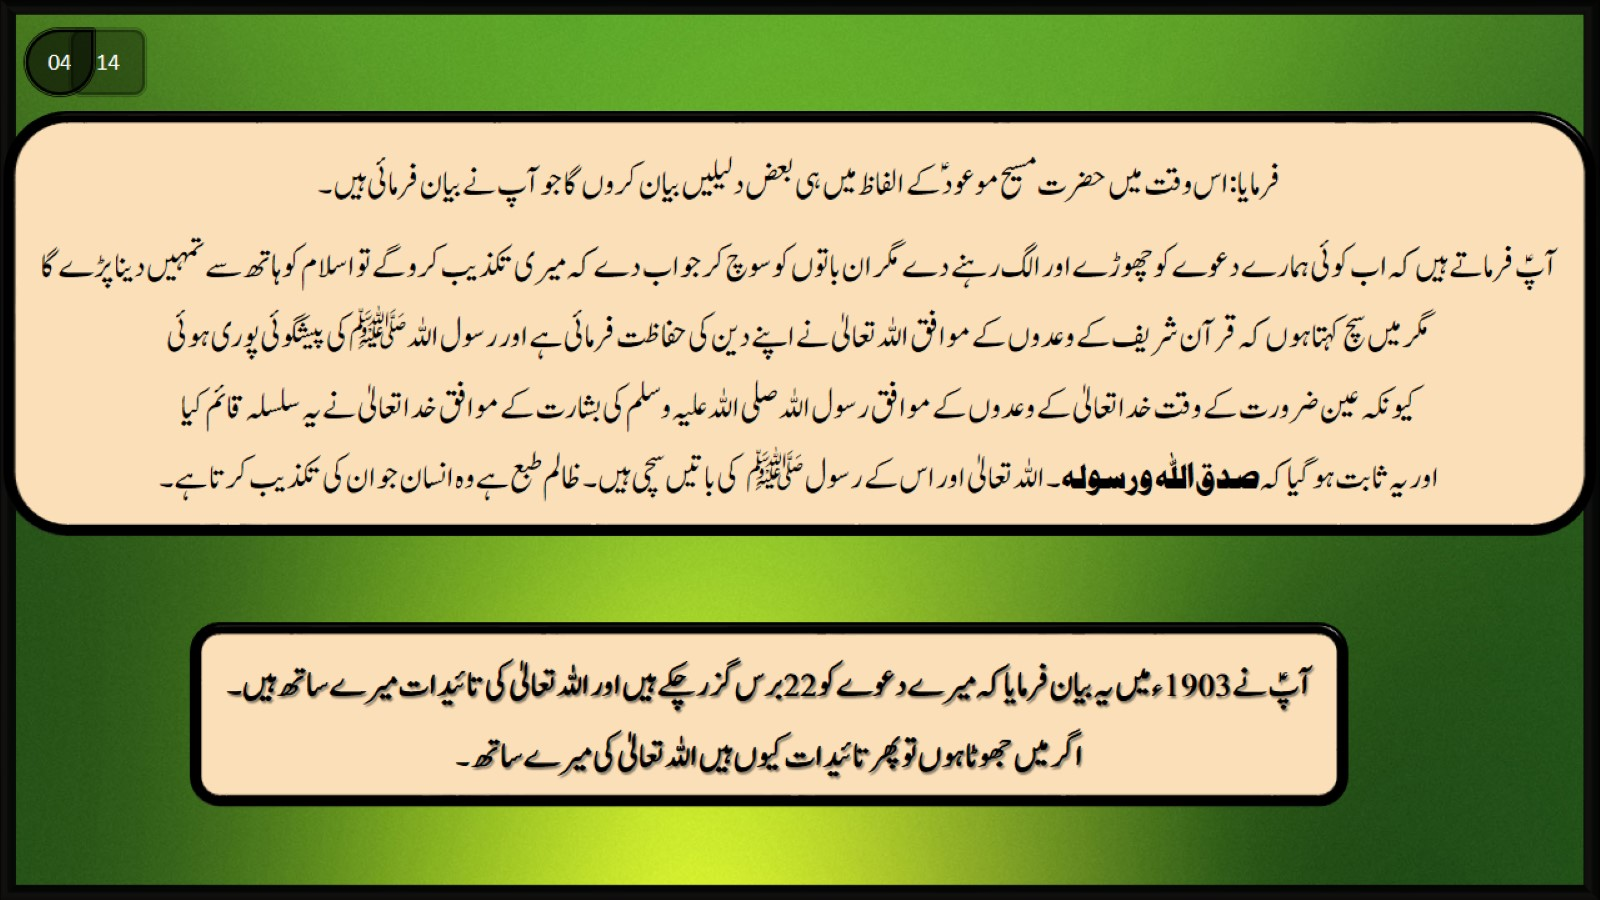 04 14
فرمایا: اس وقت میں حضرت مسیح موعودؑ کے الفاظ میں ہی بعض دلیلیں بیان کروں گا جو آپ نے بیان فرمائی ہیں۔
آپؑ فرماتے ہیں کہ اب کوئی ہمارے دعوے کو چھوڑے اور الگ رہنے دے مگر ان باتوں کو سوچ کر جواب دے کہ میری تکذیب کروگے تو اسلام کو ہاتھ سے تمہیں دینا پڑے گا
مگر میں سچ کہتا ہوں کہ قرآن شریف کے وعدوں کے موافق اللہ تعالیٰ نے اپنے دین کی حفاظت فرمائی ہے اور رسول اللہ ﷺ کی پیشگوئی پوری ہوئی
کیونکہ عین ضرورت کے وقت خدا تعالیٰ کے وعدوں کے موافق رسول اللہ صلی اللہ علیہ وسلم کی بشارت کے موافق خدا تعالیٰ نے یہ سلسلہ قائم کیا
اور یہ ثابت ہو گیا کہ صدق اللہ ورسولہ۔ اللہ تعالیٰ اور اس کے رسول ﷺ کی باتیں سچی ہیں۔ ظالم طبع ہے وہ انسان جو ان کی تکذیب کرتا ہے۔
آپؑ نے 1903ء میں یہ بیان فرمایا کہ میرے دعوے کو 22 برس گزر چکے ہیں اور اللہ تعالیٰ کی تائیدات میرے ساتھ ہیں۔
اگر میں جھوٹا ہوں تو پھر تائیدات کیوں ہیں اللہ تعالیٰ کی میرے ساتھ۔